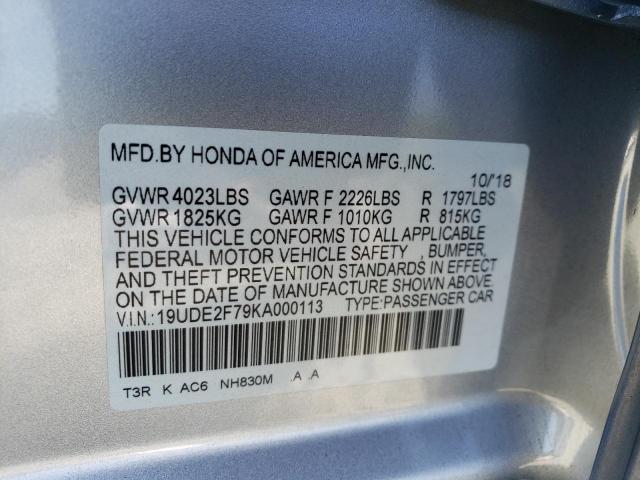 MFD.BY HONDA OF AMERICA MFG.,INC.
10/'18
GVWR 4023LBS GAWR F 2226LBS R 1797LBS
GVWR 1825KG GAWR F 1010KG R 815KG
THIS VEHICLE CONFORMS TO ALL APPLICABLE
FEDERAL MOTOR VEHICLE SAFETY , BUMPER,
AND THEFT PREVENTION STANDARDS IN EFFECT
ON THE DATE OF MANUFACTURE SHOWN ABOVE.
V.I.N.:19UDE2F79KA000113 TYPE:PASSENGER CAR
T3R K AC6 NH830M .A .A